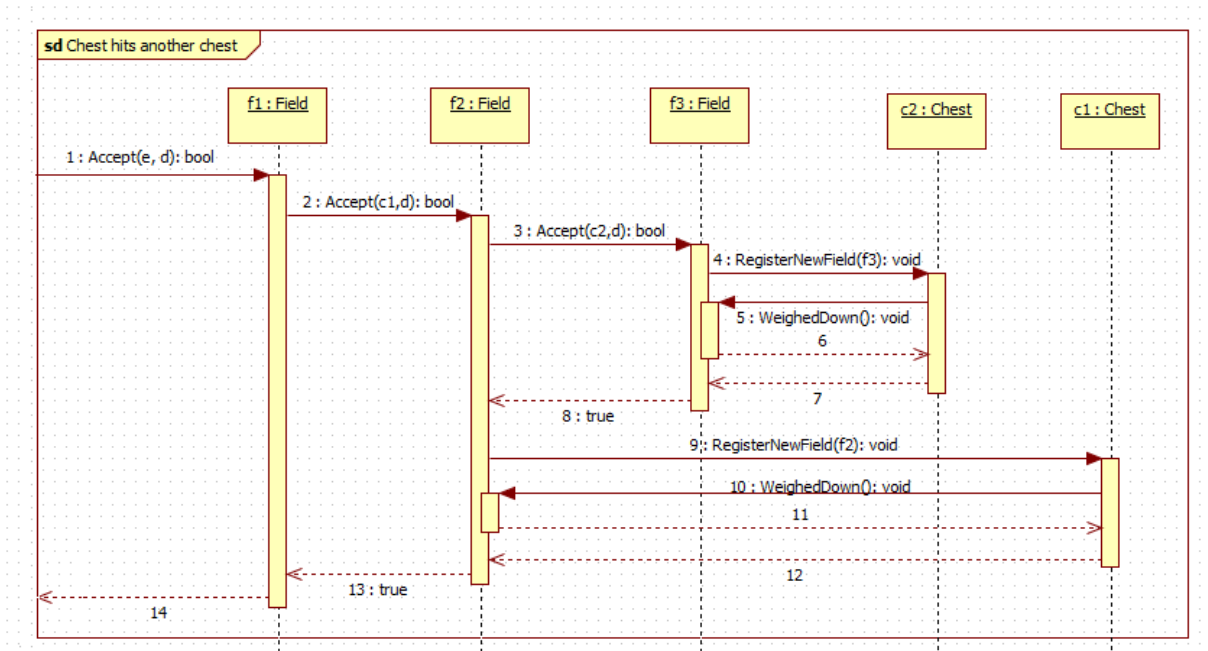 sd Chest hits another chest
f1 : Field
f2 : Field
f3 : Field
c2 : Chest
c1 : Chest
1 : Accept(e, d): bool
2 : Accept(c1,d): bool
3 : Accept(c2,d): bool
4 : RegisterNewField(f3): void
5 : WeighedDown(): void
6
7
8 : true
9 : RegisterNewField(f2): void
10 : WeighedDown(): void
11
12
13 : true
14